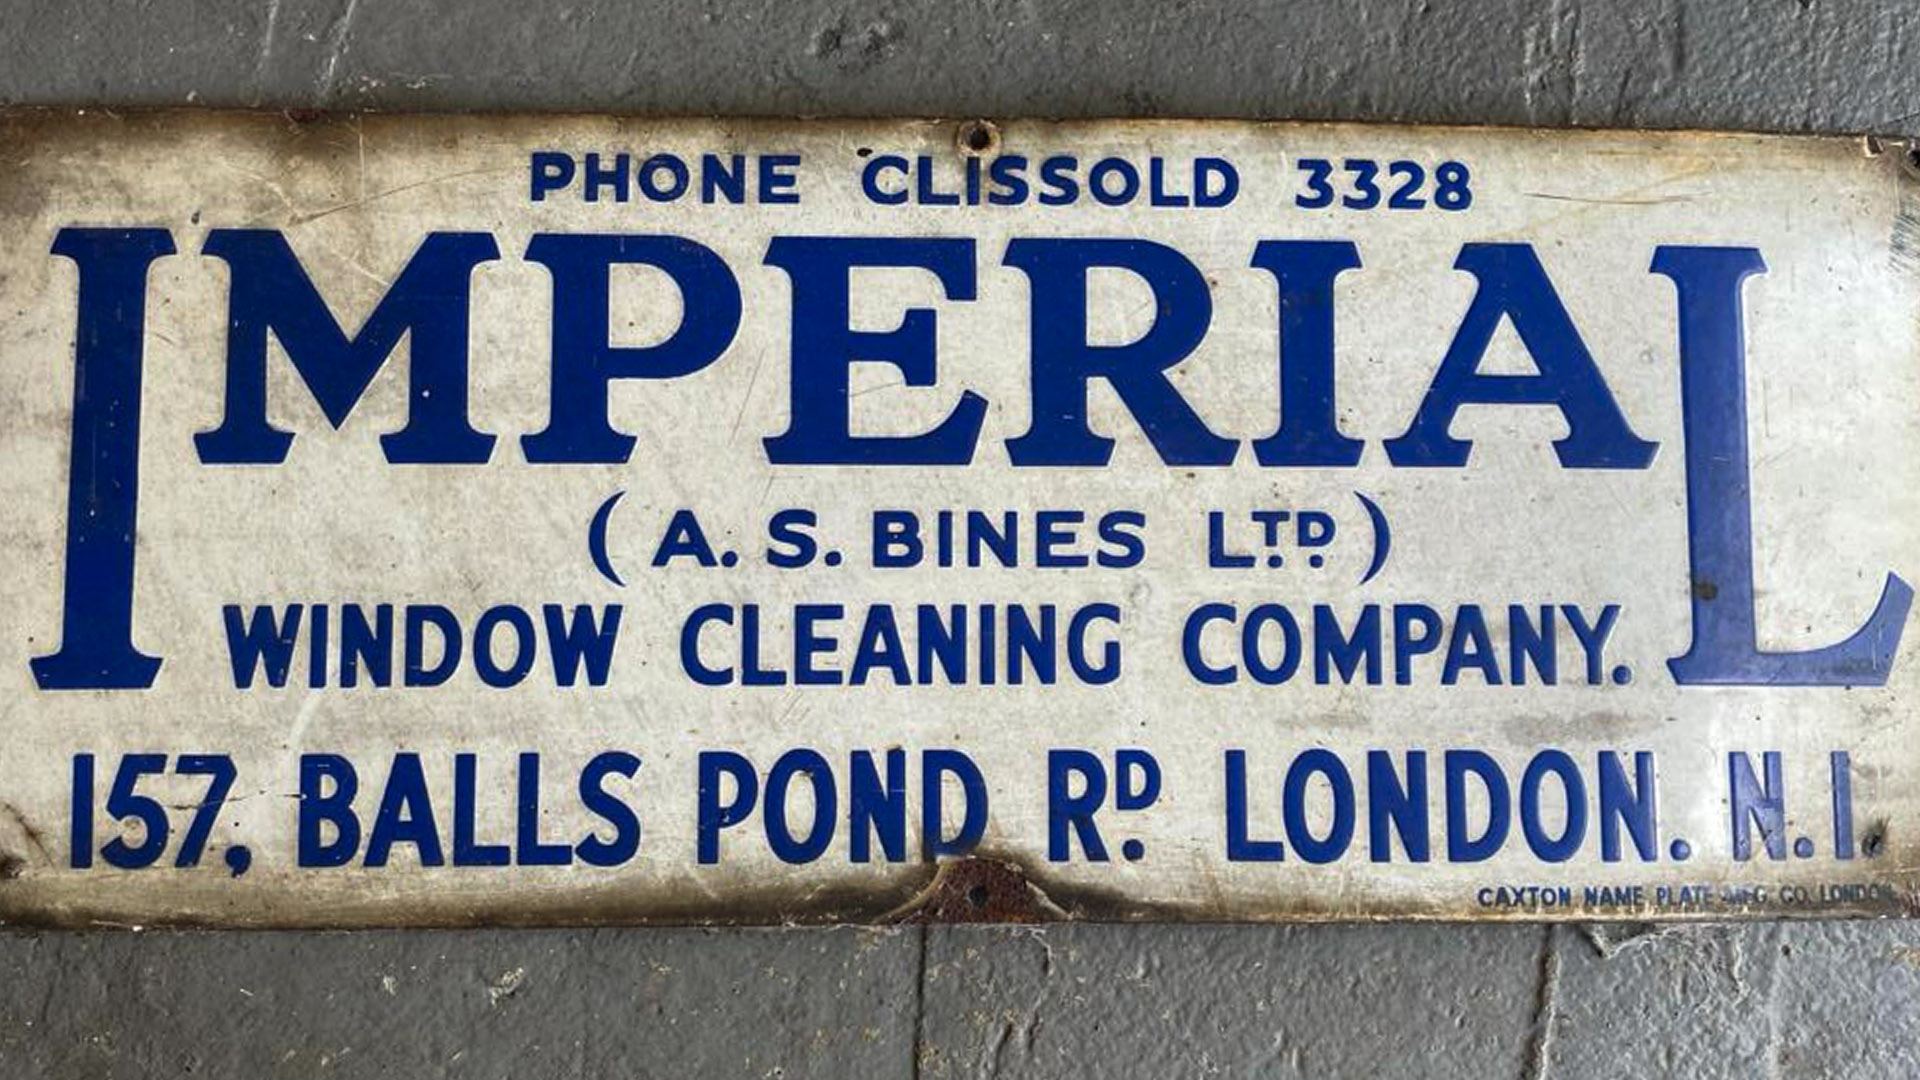 PHONE CLISSOLD 3328
IMPERIAL
(A. S. BINES LTD.)
WINDOW CLEANING COMPANY.
157, BALLS POND RD. LONDON. N.1.
CAXTON NAME PLATE MFG. CO. LONDON